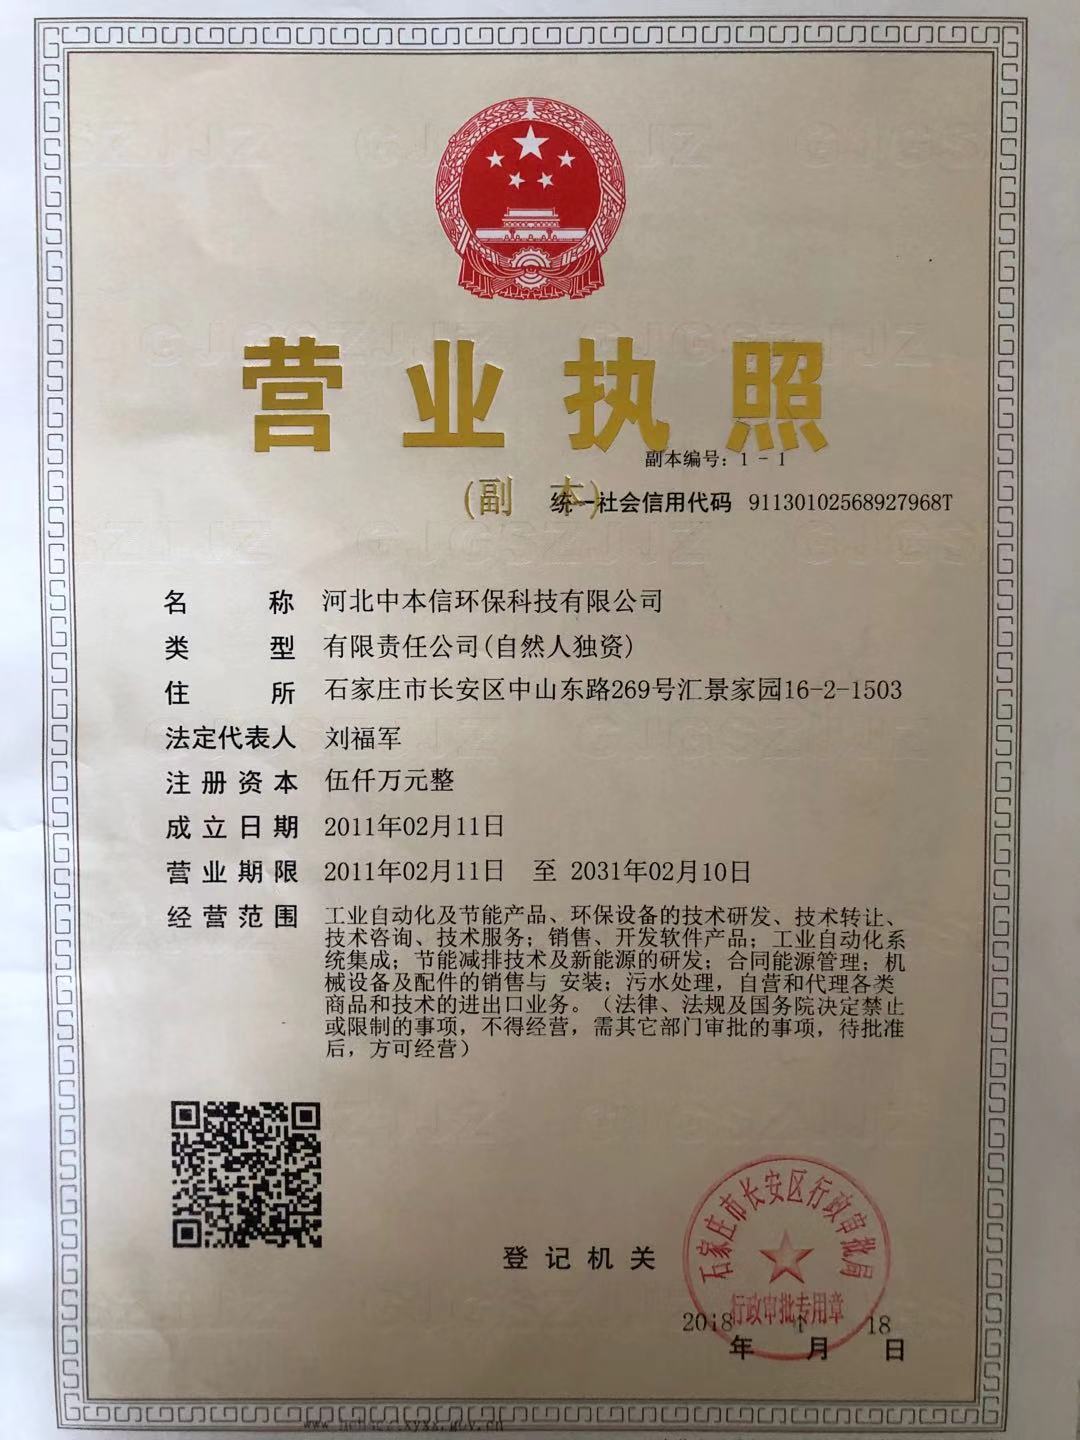 营业执照
副本编号：1－1
(副 本)
统一社会信用代码 91130102568927968T
名称 河北中本信环保科技有限公司
类型 有限责任公司(自然人独资)
住所 石家庄市长安区中山东路269号汇景家园16-2-1503
法定代表人 刘福军
注册资本 伍仟万元整
成立日期 2011年02月11日
营业期限 2011年02月11日 至 2031年02月10日
经营范围 工业自动化及节能产品、环保设备的技术研发、技术转让、
技术咨询、技术服务；销售、开发软件产品；工业自动化系
统集成；节能减排技术及新能源的研发；合同能源管理；机
械设备及配件的销售与 安装；污水处理，自营和代理各类
商品和技术的进出口业务。（法律、法规及国务院决定禁止
或限制的事项，不得经营，需其它部门审批的事项，待批准
后，方可经营）
登记机关
石家庄市长安区行政审批局
行政审批专用章
2018年1月18日